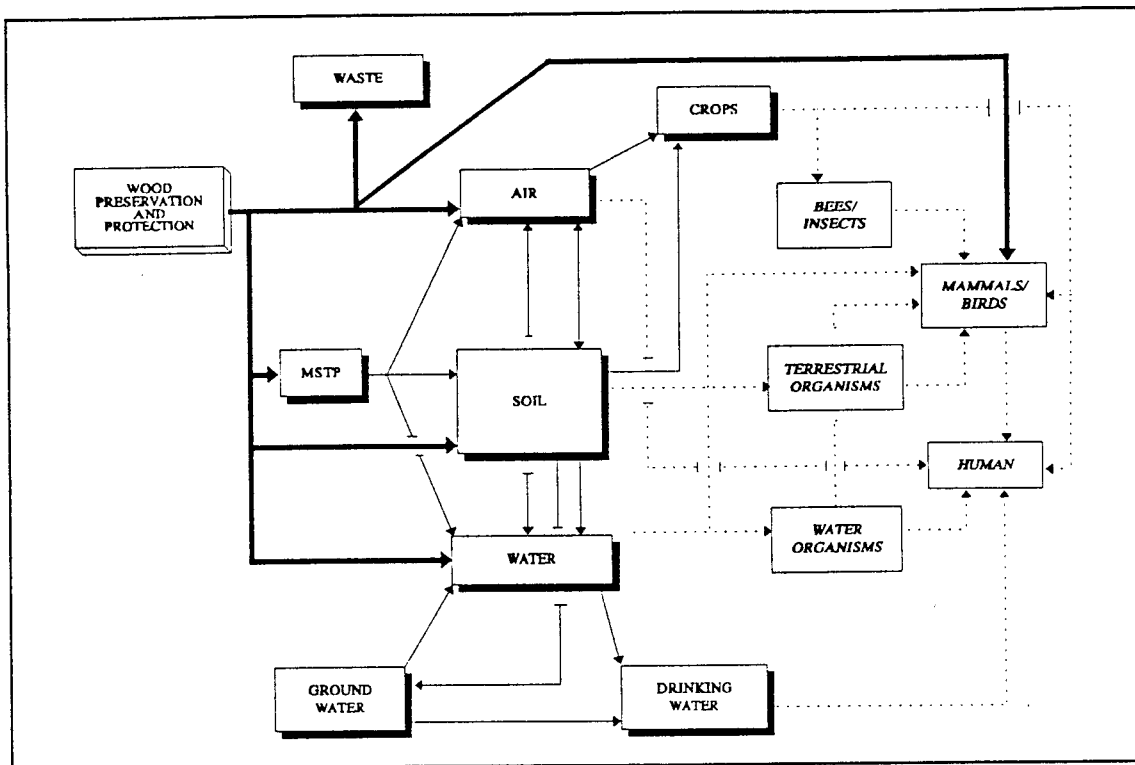 WASTE
CROPS
WOOD
PRESERVATION
AND
PROTECTION
AIR
BEES/
INSECTS
MAMMALS/
BIRDS
MSTP
SOIL
TERRESTRIAL
ORGANISMS
HUMAN
WATER
WATER
ORGANISMS
GROUND
WATER
DRINKING
WATER